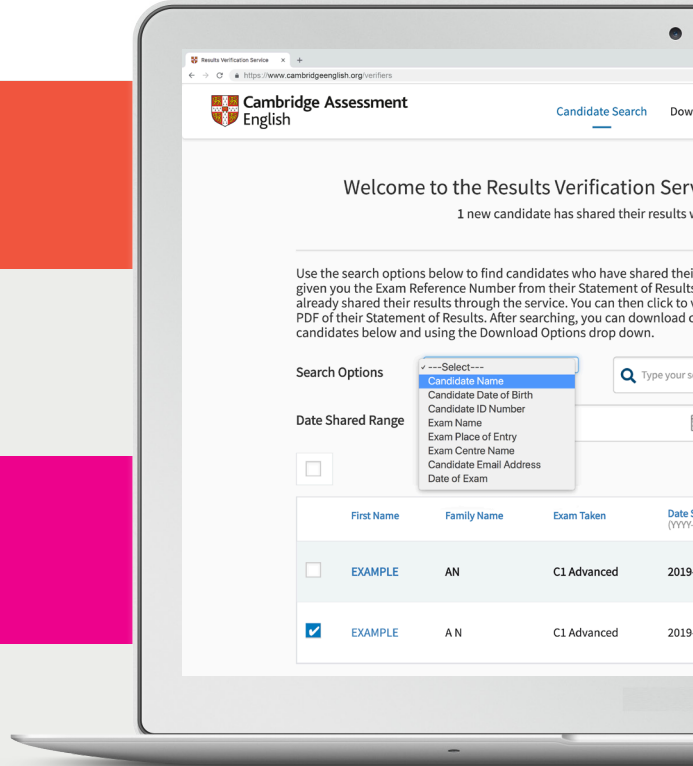 Results Verification Service
https://www.cambridgeenglish.org/verifiers
Cambridge Assessment
English
Candidate Search
Welcome to the Results Verification
1 new candidate has shared their results
Use the search options below to find candidates who have shared
given you the Exam Reference Number from their Statement of Results
already shared their results through the service. You can then click to
PDF of their Statement of Results. After searching, you can download
candidates below and using the Download Options drop down.
Search Options
---Select---
Candidate Name
Candidate Date of Birth
Candidate ID Number
Exam Name
Exam Place of Entry
Exam Centre Name
Candidate Email Address
Date of Exam
Type your
Date Shared Range
First Name Family Name Exam Taken Date
EXAMPLE AN C1 Advanced 2019-
EXAMPLE A N C1 Advanced 2019-